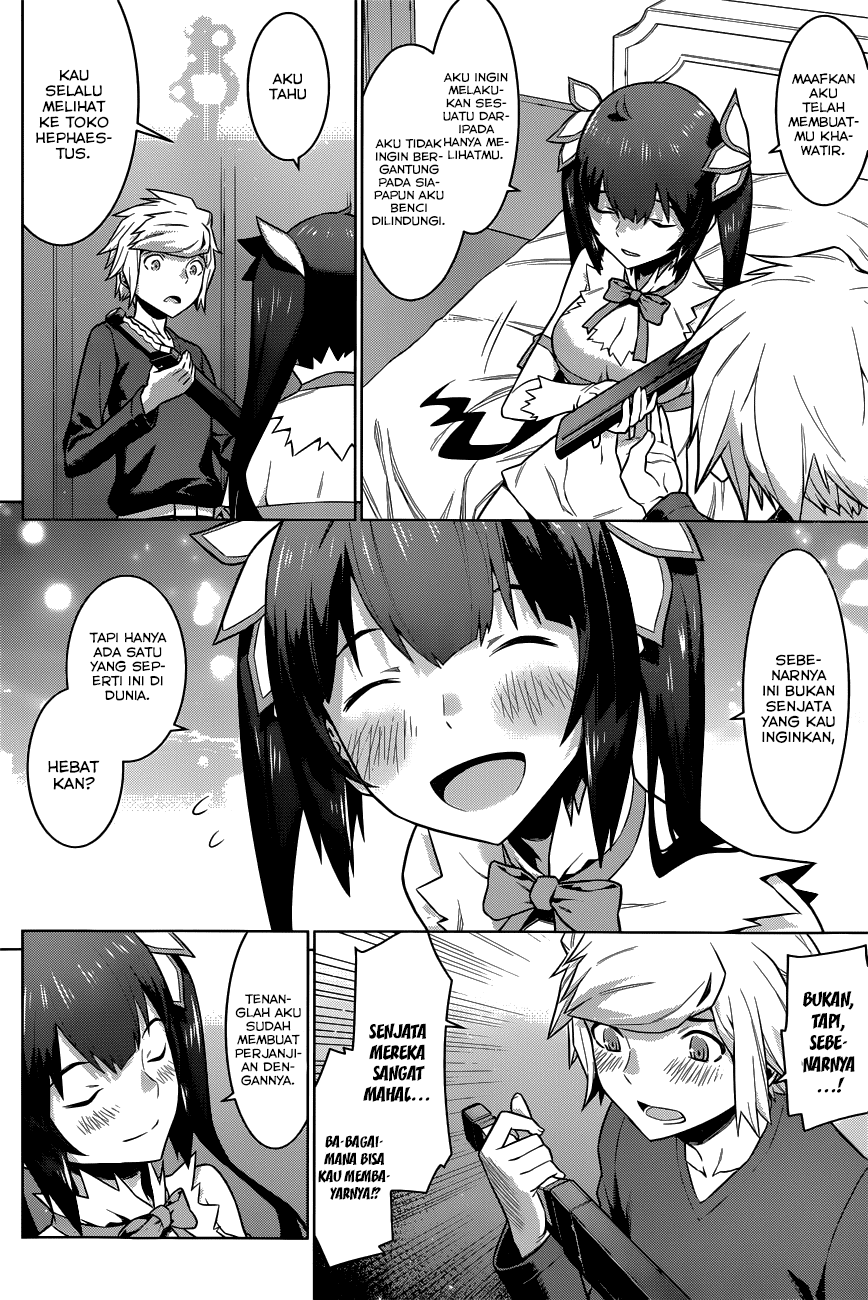 MAAFKAN
AKU
TELAH
MEMBUAT-
MU KHA-
WATIR.
AKU INGIN
MELAKU-
KAN SES-
UATU DAR-
IPADA
HANYA ME-
LIHATMU.
AKU TIDAK
INGIN BER-
GANTUNG
PADA SIA-
PAPUN AKU
BENCI
DILINDUNGI.
AKU
TAHU
KAU
SELALU
MELIHAT
KE TOKO
HEPHAES-
TUS.
SEBE-
NARNYA
INI BUKAN
SENJATA
YANG KAU
INGINKAN,
TAPI HANYA
ADA SATU
YANG SEP-
ERTI INI DI
DUNIA.
HEBAT
KAN?
BUKAN,
TAPI,
SEBE-
NARNYA
...!
SENJATA
MEREKA
SANGAT
MAHAL...
BA-BAGAI-
MANA BISA
KAU MEMBA-
YARNYA!?
TENAN-
GLAH AKU
SUDAH
MEMBUAT
PERJANJI-
AN DEN-
GANNYA.